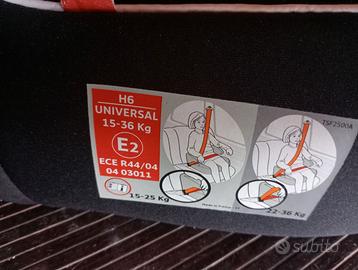 H6
UNIVERSAL
15-36 Kg
E2
ECE R44/04
04 03011
15-25 Kg
TSF2500A
22-36 Kg
subito